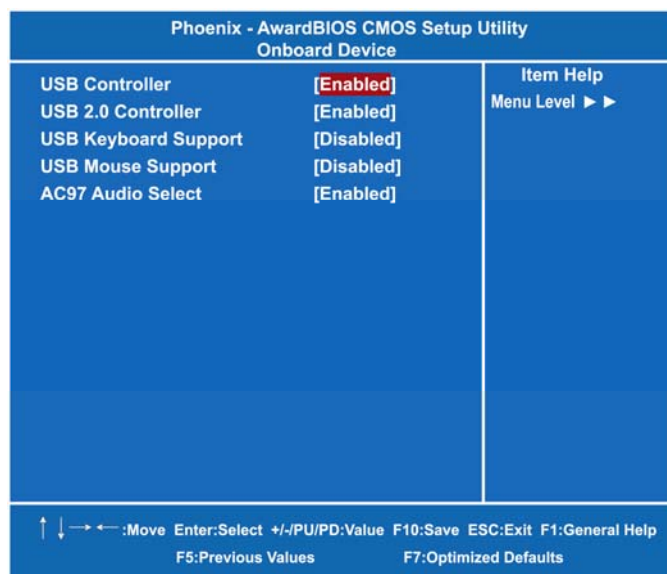 Phoenix - AwardBIOS CMOS Setup Utility
Onboard Device
USB Controller [Enabled]
USB 2.0 Controller [Enabled]
USB Keyboard Support [Disabled]
USB Mouse Support [Disabled]
AC97 Audio Select [Enabled]
Item Help
Menu Level ►►
↑ ↓ → ← :Move Enter:Select +/-/PU/PD:Value F10:Save ESC:Exit F1:General Help
F5:Previous Values F7:Optimized Defaults